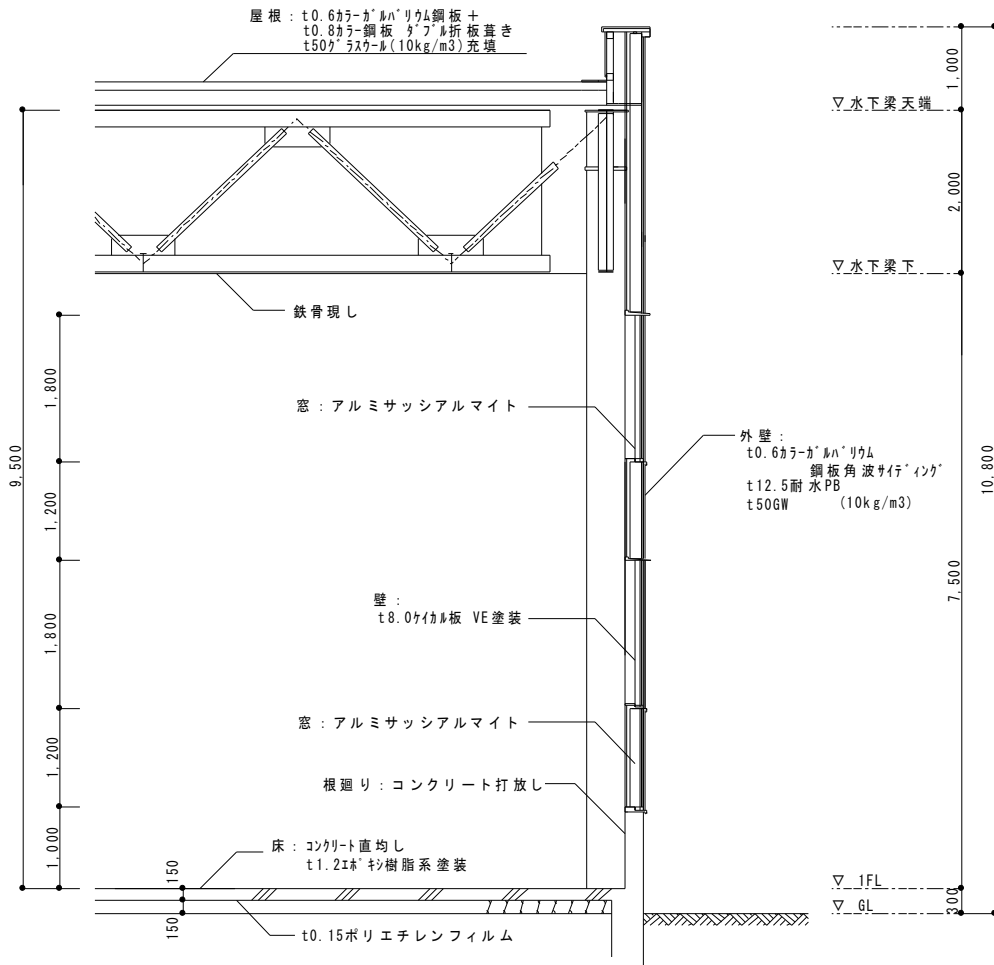 屋根：t0.6ｶﾗｰｶﾞﾙﾊﾞﾘｳﾑ鋼板＋
t0.8ｶﾗｰ鋼板 ﾀﾞﾌﾞﾙ折板葺き
t50ｸﾞﾗｽｳｰﾙ(10kg/m3)充填
1,000
▽水下梁天端
2,000
▽水下梁下
鉄骨現し
1,800
窓：アルミサッシアルマイト
外壁：
t0.6ｶﾗｰｶﾞﾙﾊﾞﾘｳﾑ
鋼板角波ｻｲﾃﾞｨﾝｸﾞ
t12.5耐水PB
t50GW (10kg/m3)
9,500
10,800
1,200
7,500
壁：
t8.0ｹｲｶﾙ板 VE塗装
1,800
窓：アルミサッシアルマイト
1,200
根廻り：コンクリート打放し
1,000
床：ｺﾝｸﾘｰﾄ直均し
t1.2ｴﾎﾟｷｼ樹脂系塗装
150
▽ 1FL
300
▽ GL
150
t0.15ポリエチレンフィルム